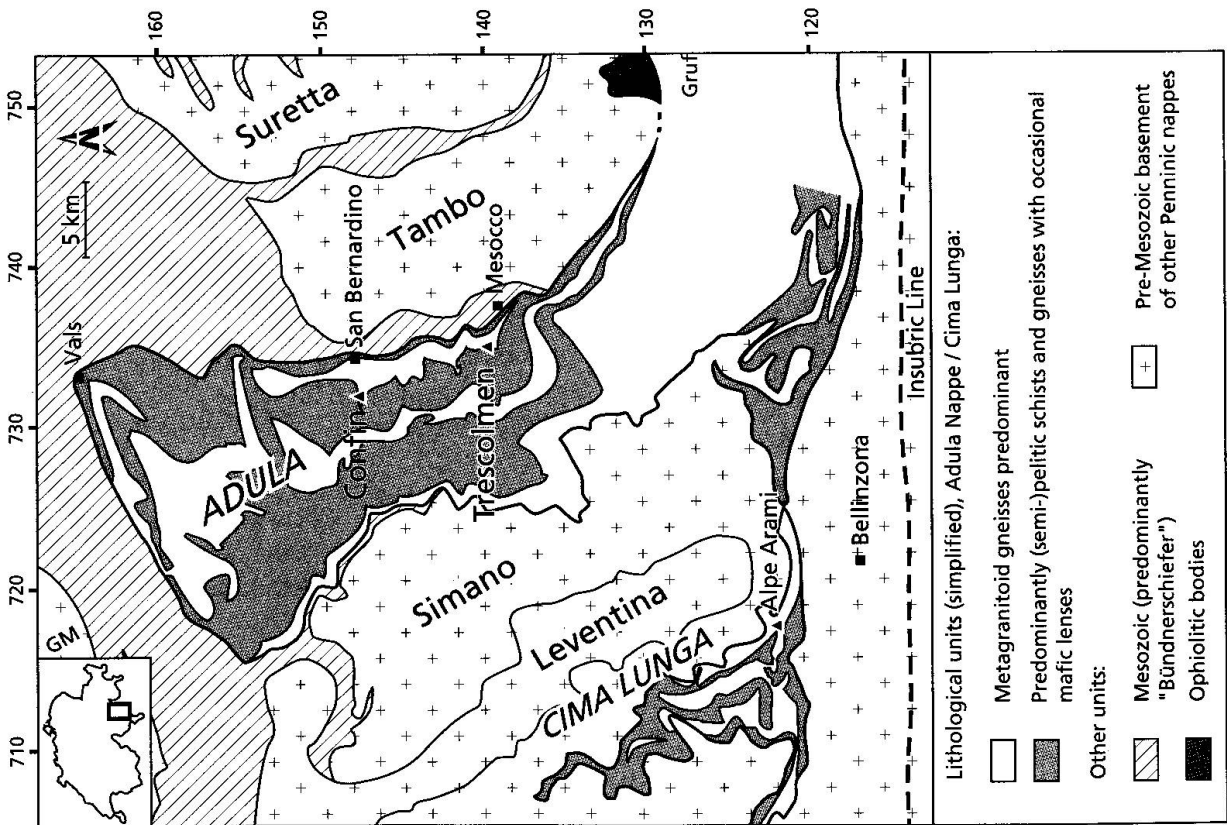 160
150
140
130
120
750
740
730
720
710
N
5 km
Vals
GM
Suretta
Tambo
San Bernardino
Mesocco
ADULA
Confin
Trescolmen
Simano
Leventina
CIMA LUNGA
Alpe Arami
Bellinzona
Gruf
Insubric Line
Lithological units (simplified), Adula Nappe / Cima Lunga:
Metagranitoid gneisses predominant
Predominantly (semi-)pelitic schists and gneisses with occasional
mafic lenses
Other units:
Mesozoic (predominantly
"Bündnerschiefer")
Ophiolitic bodies
Pre-Mesozoic basement
of other Penninic nappes